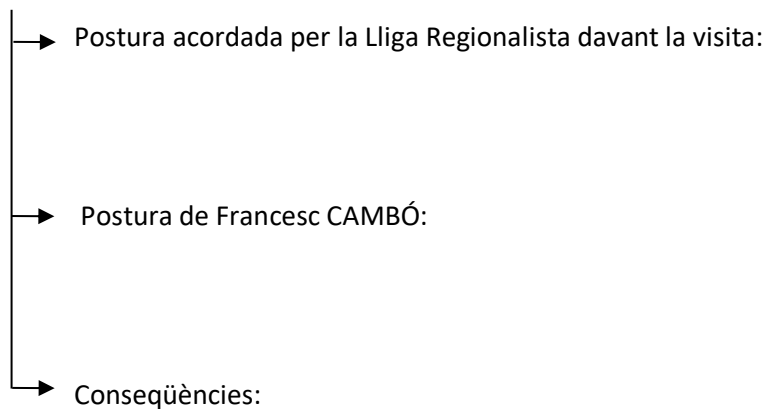 Postura acordada per la Lliga Regionalista davant la visita:
Postura de Francesc CAMBÓ:
Conseqüències: